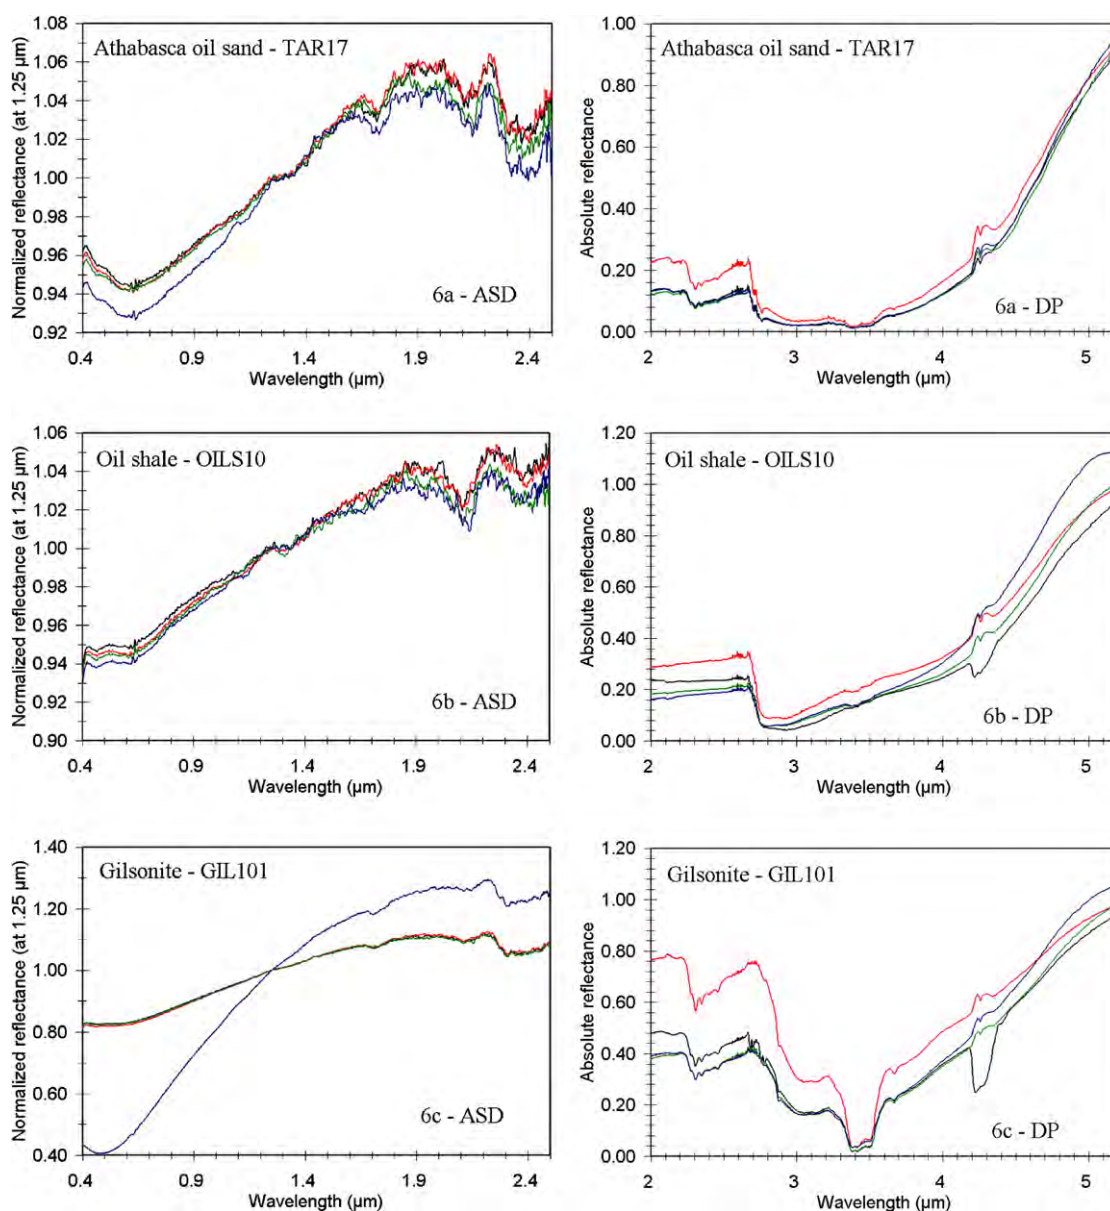 1.08
1.06
1.04
1.02
1.00
0.98
0.96
0.94
0.92
Normalized reflectance (at 1.25 µm)
Athabasca oil sand - TAR17
6a - ASD
0.4 0.9 1.4 1.9 2.4
Wavelength (µm)
1.00
0.80
0.60
0.40
0.20
0.00
Absolute reflectance
Athabasca oil sand - TAR17
6a - DP
2 3 4 5
Wavelength (µm)
1.06
1.04
1.02
1.00
0.98
0.96
0.94
0.92
0.90
Normalized reflectance (at 1.25 µm)
Oil shale - OILS10
6b - ASD
0.4 0.9 1.4 1.9 2.4
Wavelength (µm)
1.20
1.00
0.80
0.60
0.40
0.20
0.00
Absolute reflectance
Oil shale - OILS10
6b - DP
2 3 4 5
Wavelength (µm)
1.40
1.20
1.00
0.80
0.60
0.40
Normalized reflectance (at 1.25 µm)
Gilsonite - GIL101
6c - ASD
0.4 0.9 1.4 1.9 2.4
Wavelength (µm)
1.20
1.00
0.80
0.60
0.40
0.20
0.00
Absolute reflectance
Gilsonite - GIL101
6c - DP
2 3 4 5
Wavelength (µm)